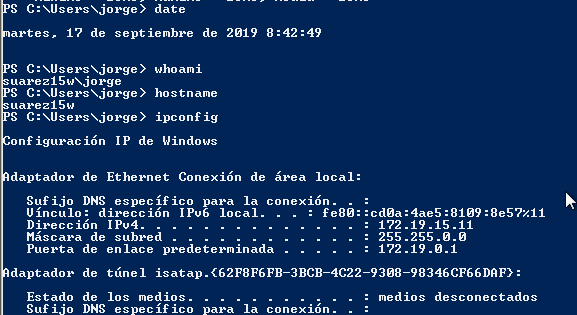 PS C:\Users\jorge> date
martes, 17 de septiembre de 2019 8:42:49
PS C:\Users\jorge> whoami
suarez15w\jorge
PS C:\Users\jorge> hostname
suarez15w
PS C:\Users\jorge> ipconfig
Configuración IP de Windows
Adaptador de Ethernet Conexión de área local:
Sufijo DNS específico para la conexión. . :
Vínculo: dirección IPv6 local. . . : fe80::cd0a:4ae5:8109:8e57%11
Dirección IPv4. . . . . . . . . . . . . . : 172.19.15.11
Máscara de subred . . . . . . . . . . . . : 255.255.0.0
Puerta de enlace predeterminada . . . . . : 172.19.0.1
Adaptador de túnel isatap.{62F8F6FB-3BCB-4C22-9308-98346CF66DAF}:
Estado de los medios. . . . . . . . . . . : medios desconectados
Sufijo DNS específico para la conexión. . :